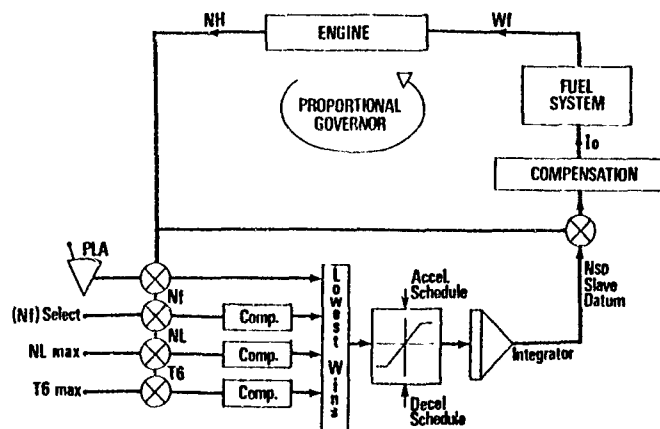 NH
ENGINE
Wf
PROPORTIONAL
GOVERNOR
FUEL
SYSTEM
Io
COMPENSATION
PLA
Nf
(Nf) Select
Comp.
NL
NL max
Comp.
T6
T6 max
Comp.
Lowest Wins
Accel.
Schedule
Decel Schedule
Integrator
NSD
Slave
Datum